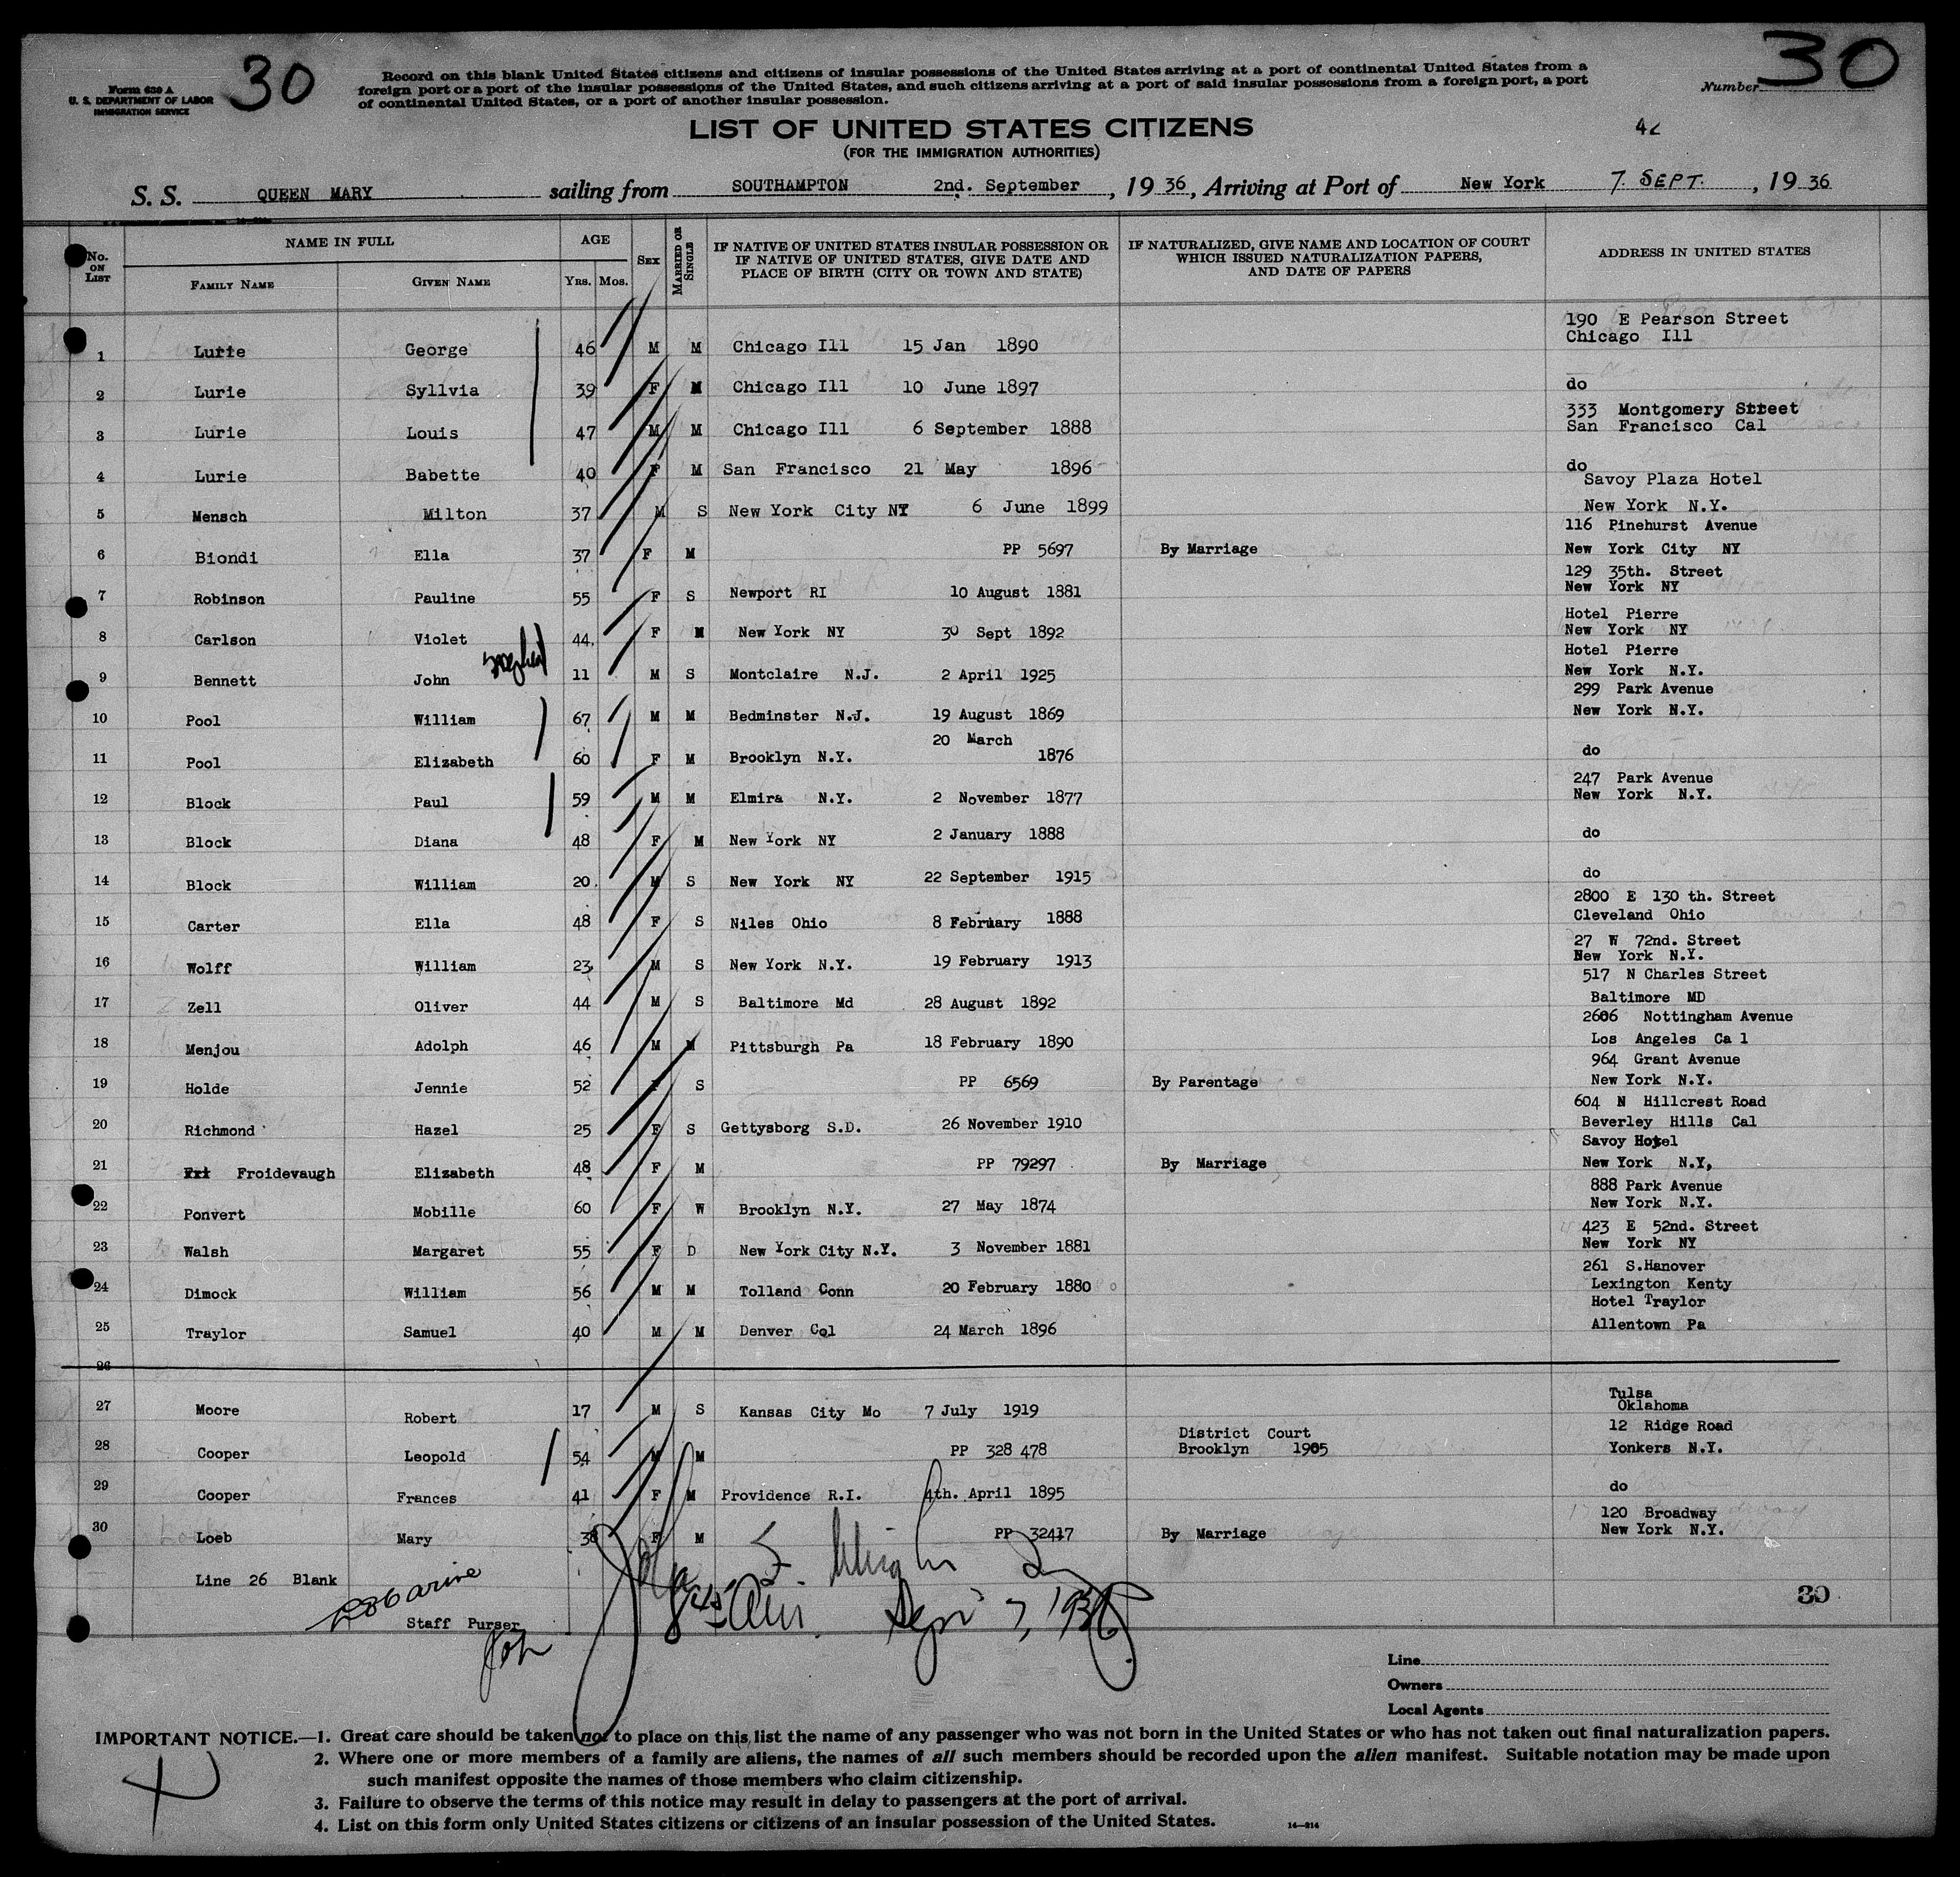 Form 630 A
U. S. DEPARTMENT OF LABOR
IMMIGRATION SERVICE
30
Record on this blank United States citizens and citizens of insular possessions of the United States arriving at a port of continental United States from a
foreign port or a port of the insular possessions of the United States, and such citizens arriving at a port of said insular possessions from a foreign port, a port
of continental United States, or a port of another insular possession.
Number 30
LIST OF UNITED STATES CITIZENS
(FOR THE IMMIGRATION AUTHORITIES)
S. S. QUEEN MARY sailing from SOUTHAMPTON 2nd. September , 19 36, Arriving at Port of New York 7. SEPT. , 19 36
No. ON LIST
NAME IN FULL
FAMILY NAME GIVEN NAME
AGE
YRS. MOS.
SEX
MARRIED OR SINGLE
IF NATIVE OF UNITED STATES INSULAR POSSESSION OR
IF NATIVE OF UNITED STATES, GIVE DATE AND
PLACE OF BIRTH (CITY OR TOWN AND STATE)
IF NATURALIZED, GIVE NAME AND LOCATION OF COURT
WHICH ISSUED NATURALIZATION PAPERS,
AND DATE OF PAPERS
ADDRESS IN UNITED STATES
1 Lurie George 46 M M Chicago Ill 15 Jan 1890 190 E Pearson Street
Chicago Ill
2 Lurie Syllvia 39 F M Chicago Ill 10 June 1897 do
3 Lurie Louis 47 M M Chicago Ill 6 September 1888 333 Montgomery Street
San Francisco Cal
4 Lurie Babette 40 F M San Francisco 21 May 1896 do
5 Mensch Milton 37 M S New York City NY 6 June 1899 Savoy Plaza Hotel
New York N.Y.
6 Biondi Ella 37 F M PP 5697 By Marriage 116 Pinehurst Avenue
New York City NY
7 Robinson Pauline 55 F S Newport RI 10 August 1881 129 35th. Street
New York NY
8 Carlson Violet 44 F M New York NY 30 Sept 1892 Hotel Pierre
New York NY
9 Bennett John 11 M S Montclaire N.J. 2 April 1925 Hotel Pierre
New York N.Y.
10 Pool William 67 M M Bedminster N.J. 19 August 1869 299 Park Avenue
New York N.Y.
11 Pool Elizabeth 60 F M Brooklyn N.Y. 20 March 1876 do
12 Block Paul 59 M M Elmira N.Y. 2 November 1877 247 Park Avenue
New York N.Y.
13 Block Diana 48 F M New York NY 2 January 1888 do
14 Block William 20 M S New York NY 22 September 1915 do
15 Carter Ella 48 F S Niles Ohio 8 February 1888 2800 E 130 th. Street
Cleveland Ohio
16 Wolff William 23 M S New York N.Y. 19 February 1913 27 W 72nd. Street
New York N.Y.
17 Zell Oliver 44 M S Baltimore Md 28 August 1892 517 N Charles Street
Baltimore MD
18 Menjou Adolph 46 M M Pittsburgh Pa 18 February 1890 2606 Nottingham Avenue
Los Angeles Ca l
19 Holde Jennie 52 F S PP 6569 By Parentage 964 Grant Avenue
New York N.Y.
20 Richmond Hazel 25 F S Gettysborg S.D. 26 November 1910 604 N Hillcrest Road
Beverley Hills Cal
21 Froidevaugh Elizabeth 48 F M PP 79297 By Marriage Savoy Hotel
New York N.Y,
22 Ponvert Mobille 60 F W Brooklyn N.Y. 27 May 1874 888 Park Avenue
New York N.Y.
23 Walsh Margaret 55 F D New York City N.Y. 3 November 1881 423 E 52nd. Street
New York NY
24 Dimock William 56 M M Tolland Conn 20 February 1880 261 S.Hanover
Lexington Kenty
25 Traylor Samuel 40 M M Denver Col 24 March 1896 Hotel Traylor
Allentown Pa
26
27 Moore Robert 17 M S Kansas City Mo 7 July 1919 Tulsa
Oklahoma
28 Cooper Leopold 54 M M PP 328 478 District Court
Brooklyn 1905 12 Ridge Road
Yonkers N.Y.
29 Cooper Frances 41 F M Providence R.I. 4th. April 1895 do
30 Loeb Mary 38 F M PP 32417 By Marriage 120 Broadway
New York N.Y.
Line 26 Blank
Staff Purser
Sept 7, 1936
30
Line
Owners
Local Agents
IMPORTANT NOTICE.—1. Great care should be taken not to place on this list the name of any passenger who was not born in the United States or who has not taken out final naturalization papers.
2. Where one or more members of a family are aliens, the names of all such members should be recorded upon the alien manifest. Suitable notation may be made upon
such manifest opposite the names of those members who claim citizenship.
3. Failure to observe the terms of this notice may result in delay to passengers at the port of arrival.
4. List on this form only United States citizens or citizens of an insular possession of the United States.
14—214